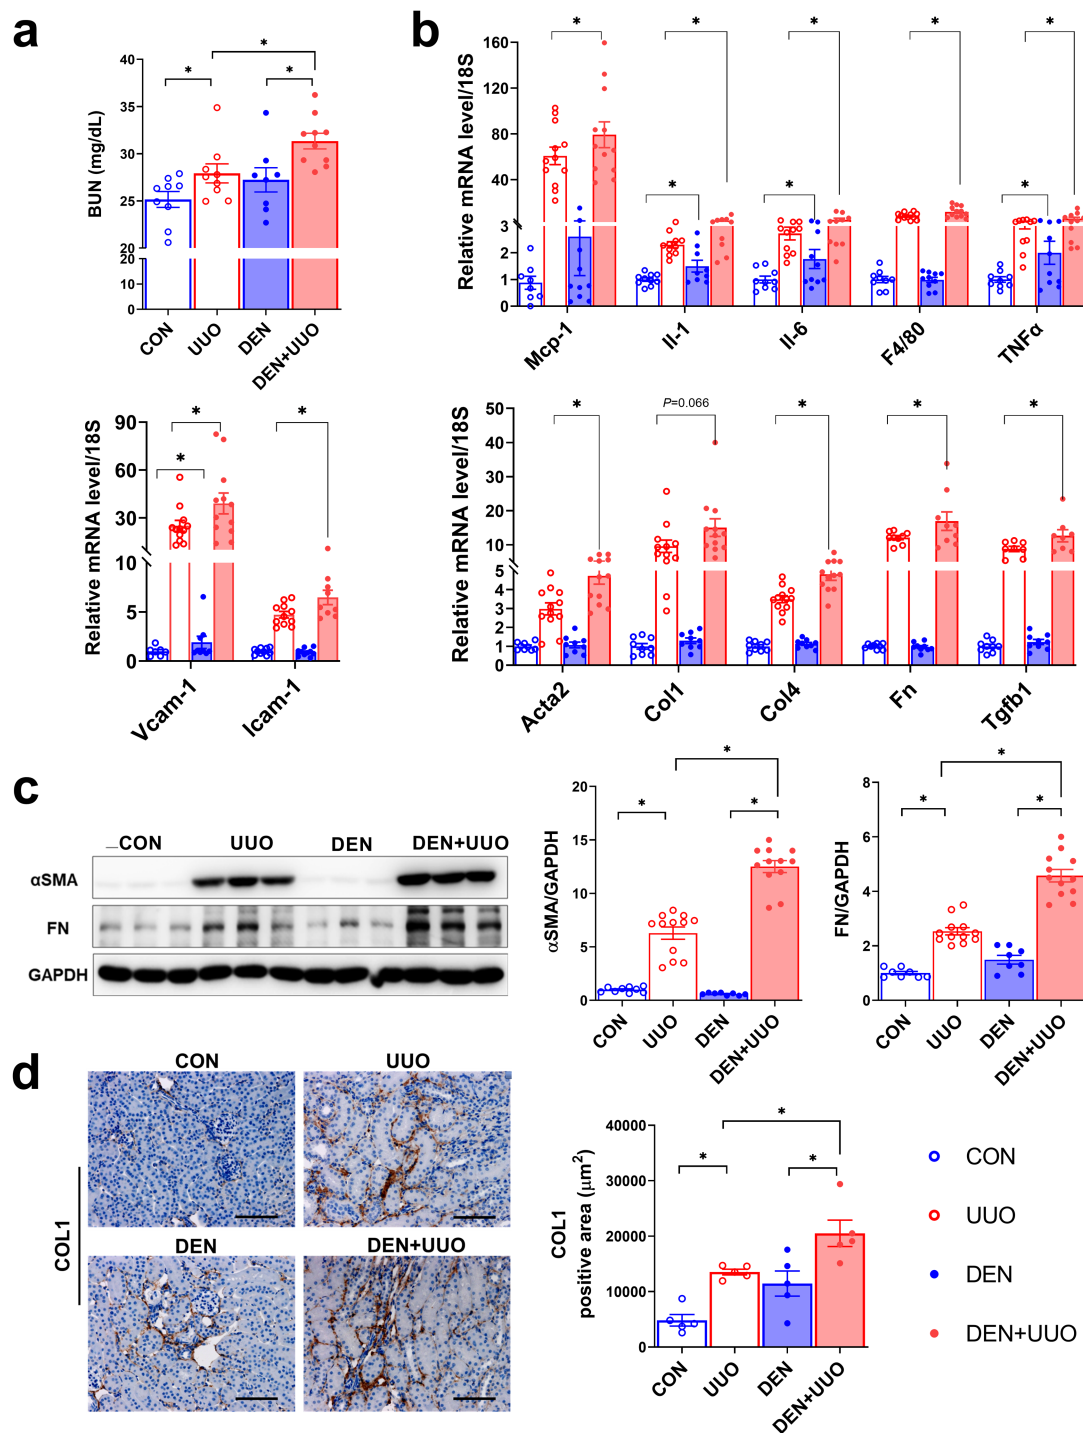 a
BUN (mg/dL)
40
35
30
25
20
20
10
0
CON
UUO
DEN
DEN+UUO
*
*
*
b
Relative mRNA level/18S
160
120
80
40
3
2
1
0
Mcp-1
Il-1
Il-6
F4/80
TNFα
*
*
*
*
*
*
*
*
Relative mRNA level/18S
90
60
30
10
5
0
Vcam-1
Icam-1
*
*
*
Relative mRNA level/18S
50
40
30
20
10
5
4
3
2
1
0
Acta2
Col1
Col4
Fn
Tgfb1
*
P=0.066
*
*
*
c
CON
UUO
DEN
DEN+UUO
αSMA
FN
GAPDH
αSMA/GAPDH
20
15
10
5
0
CON
UUO
DEN
DEN+UUO
*
*
*
FN/GAPDH
8
6
4
2
0
CON
UUO
DEN
DEN+UUO
*
*
*
d
CON
UUO
DEN
DEN+UUO
COL1
COL1
positive area (μm²)
40000
30000
20000
10000
0
CON
UUO
DEN
DEN+UUO
*
*
*
CON
UUO
DEN
DEN+UUO